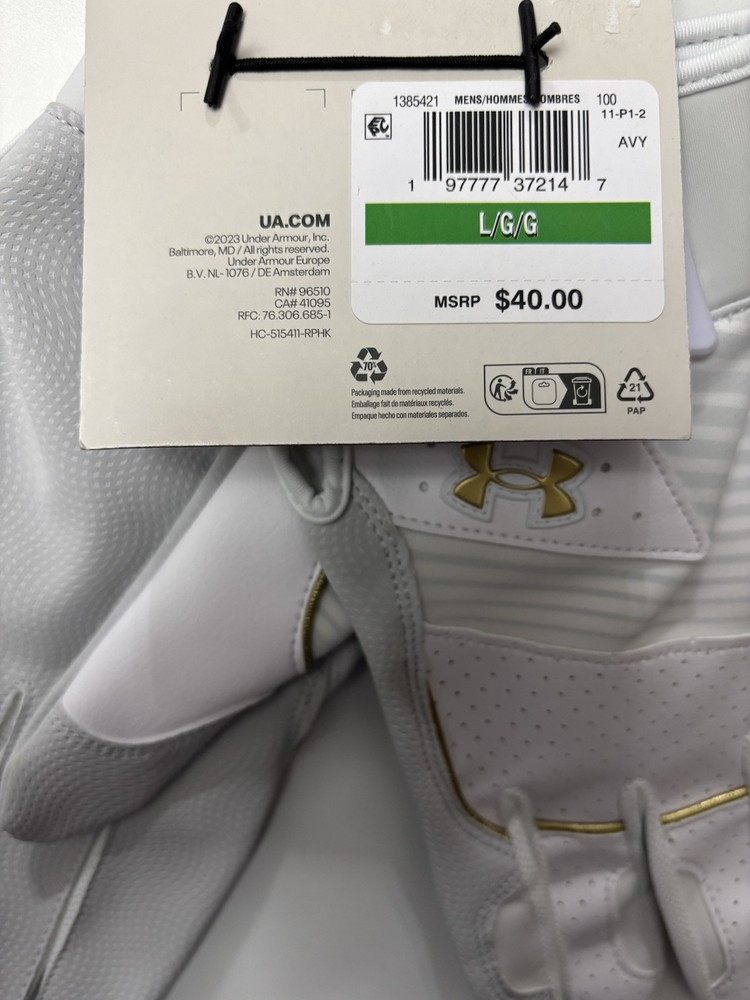 1385421 MENS/HOMMES 100
11-P1-2
AVY
1 97777 37214 7
L/G/G
MSRP $40.00
UA.COM
©2023 Under Armour, Inc.
Baltimore, MD / All rights reserved.
Under Armour Europe
B.V. NL-1076 / DE Amsterdam
RN# 96510
CA# 41095
RFC: 76.306.685-1
HC-515411-RPHK
70%
Packaging made from recycled materials.
Emballage fait de matériaux recyclés.
Empaque hecho con materiales separados.
FR IT
21
PAP